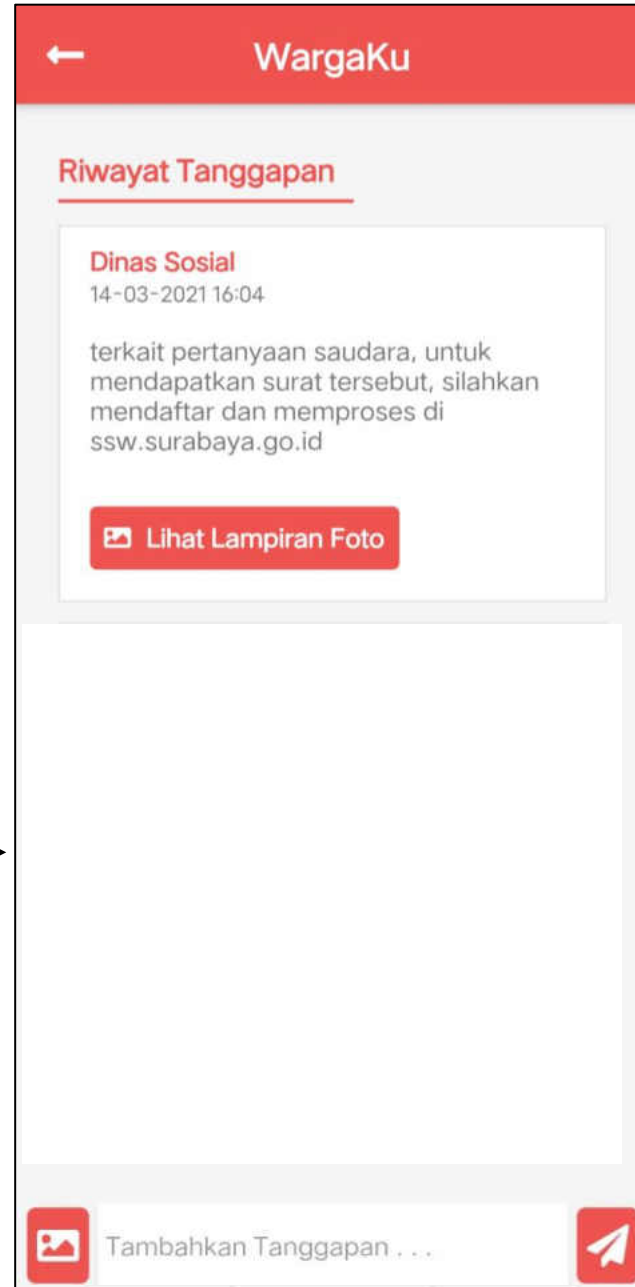 WargaKu
Riwayat Tanggapan
Dinas Sosial
14-03-2021 16:04
terkait pertanyaan saudara, untuk
mendapatkan surat tersebut, silahkan
mendaftar dan memproses di
ssw.surabaya.go.id
Lihat Lampiran Foto
Tambahkan Tanggapan . . .